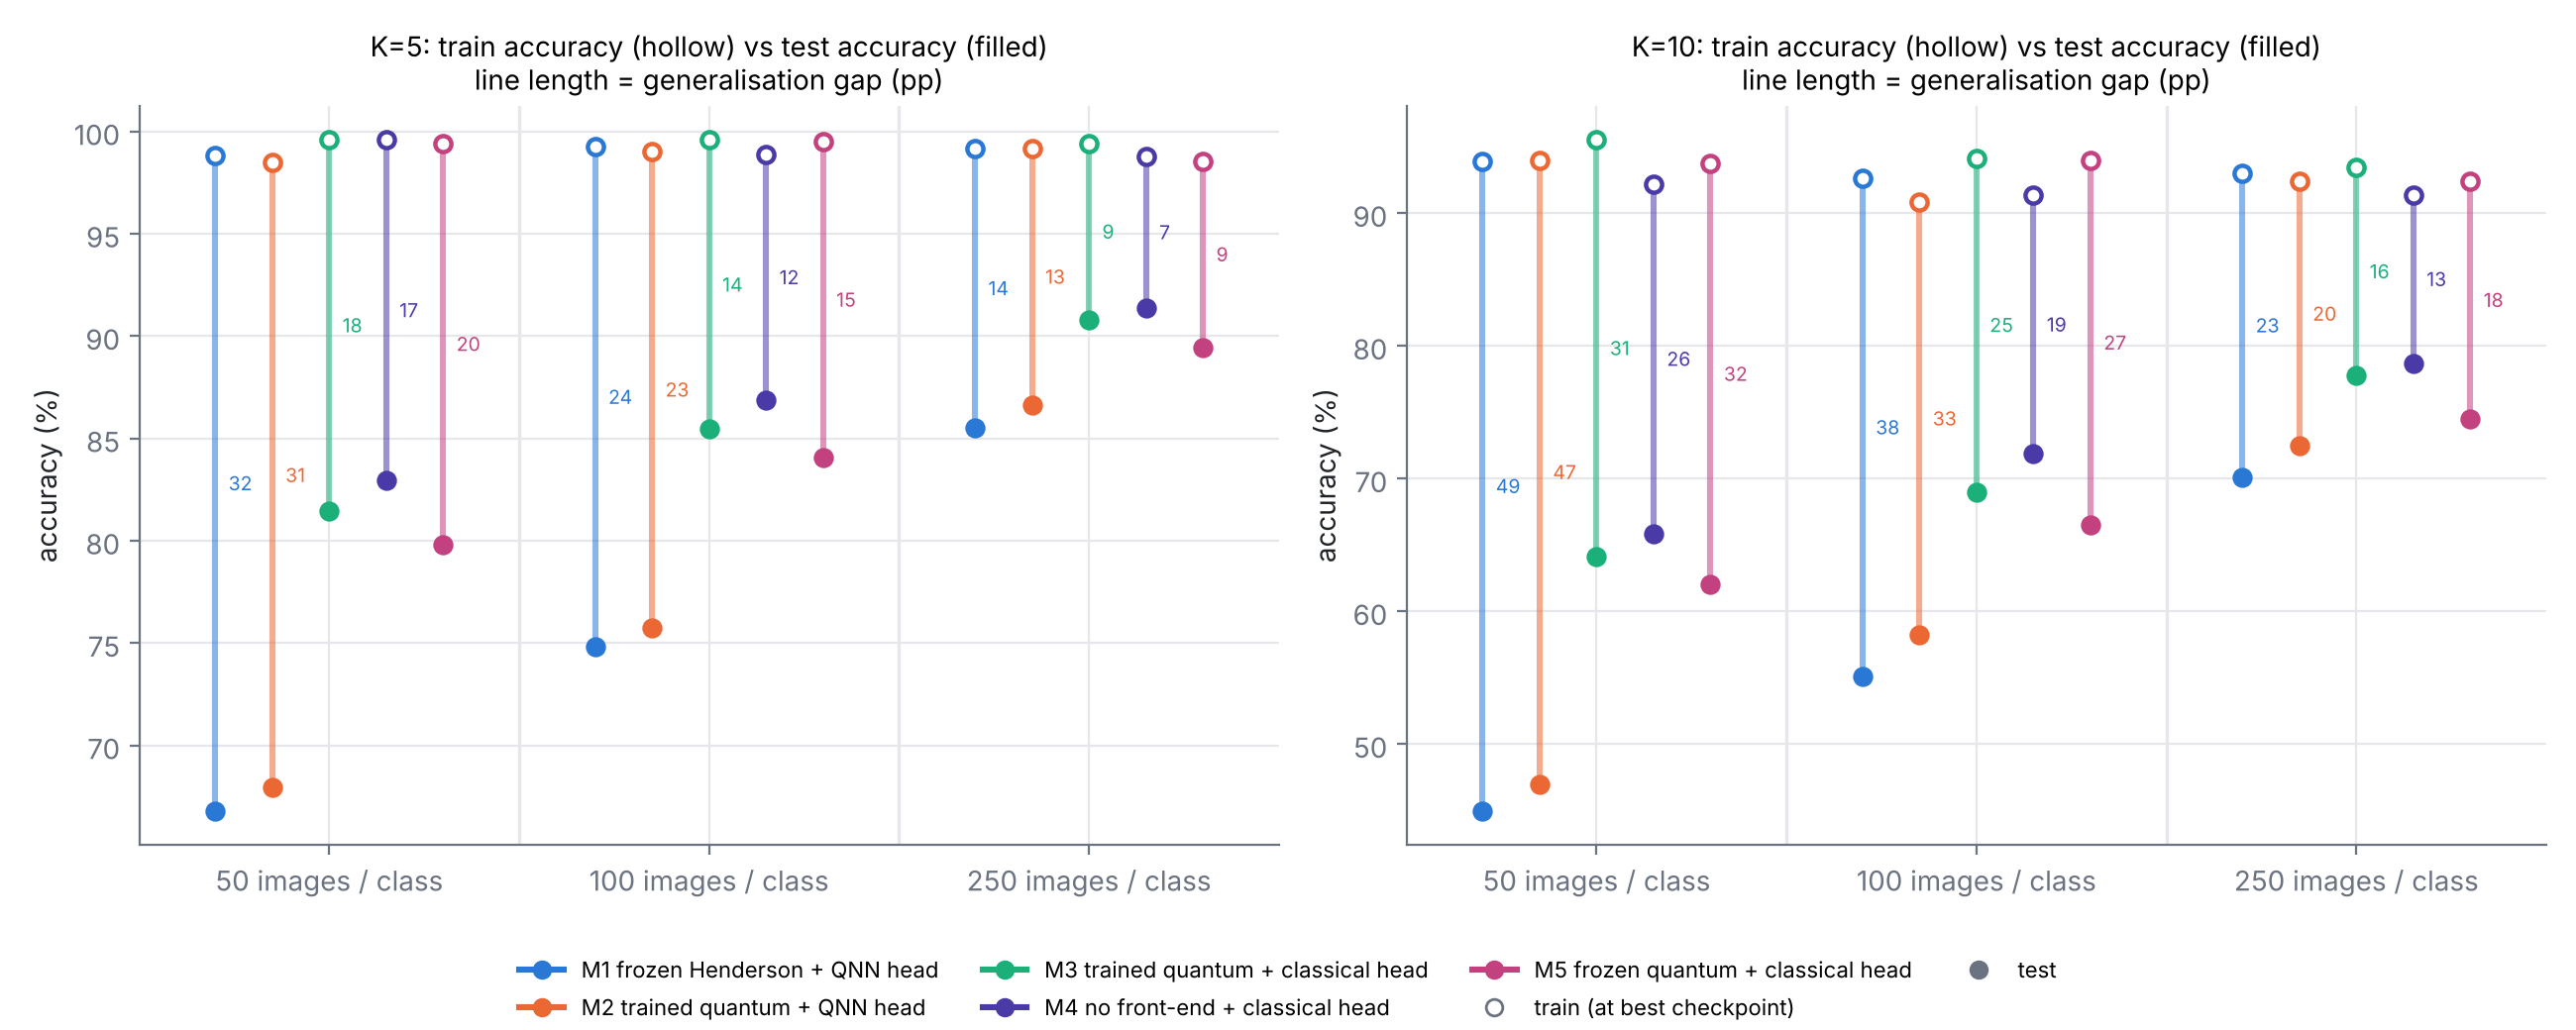 K=5: train accuracy (hollow) vs test accuracy (filled)
line length = generalisation gap (pp)
accuracy (%)
100
95
90
85
80
75
70
32
31
18
17
20
24
23
14
12
15
14
13
9
7
9
50 images / class
100 images / class
250 images / class
K=10: train accuracy (hollow) vs test accuracy (filled)
line length = generalisation gap (pp)
accuracy (%)
90
80
70
60
50
49
47
31
26
32
38
33
25
19
27
23
20
16
13
18
50 images / class
100 images / class
250 images / class
M1 frozen Henderson + QNN head
M2 trained quantum + QNN head
M3 trained quantum + classical head
M4 no front-end + classical head
M5 frozen quantum + classical head
train (at best checkpoint)
test